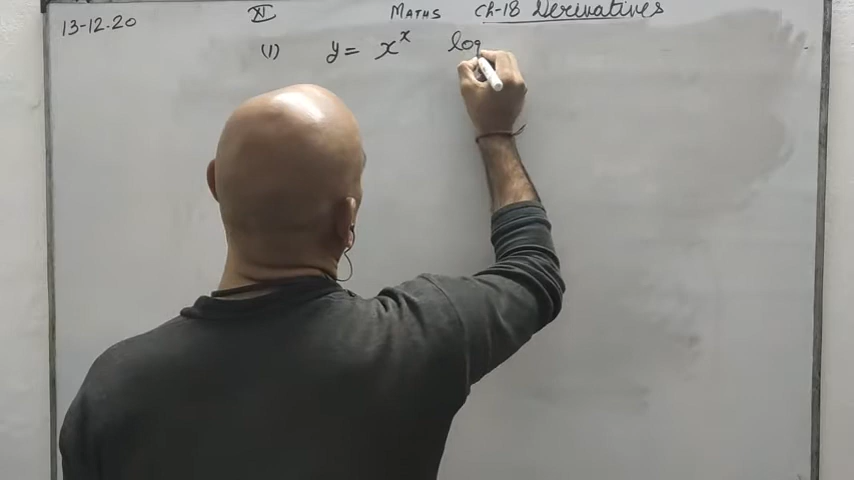 13-12-20 XI MATHS Ch-18 Derivatives
(1) y = x^x log